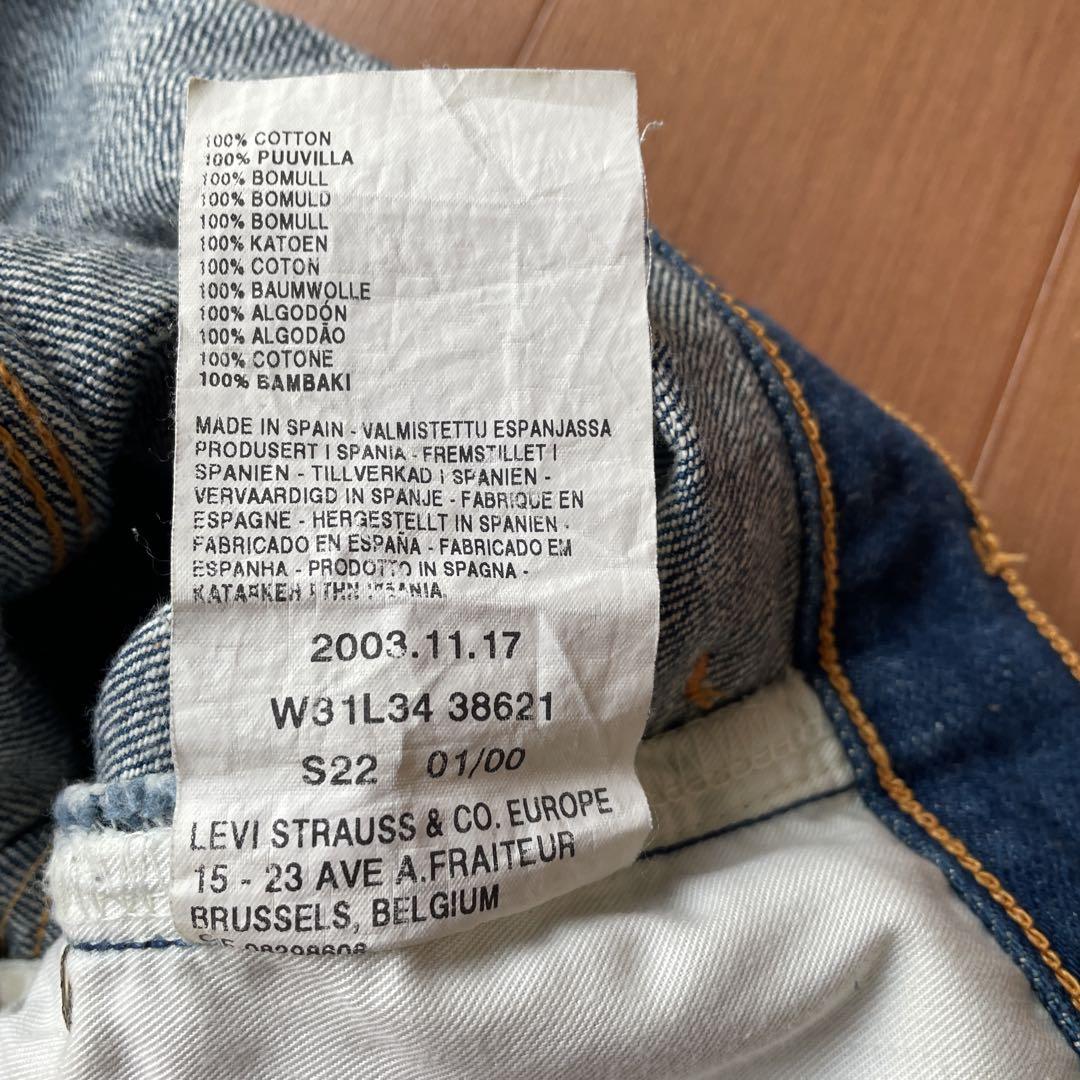 100% COTTON
100% PUUVILLA
100% BOMULL
100% BOMULD
100% BOMULL
100% KATOEN
100% COTON
100% BAUMWOLLE
100% ALGODÓN
100% ALGODÃO
100% COTONE
100% BAMBAKI
MADE IN SPAIN - VALMISTETTU ESPANJASSA
PRODUSERT I SPANIA - FREMSTILLET I
SPANIEN - TILLVERKAD I SPANIEN -
VERVAARDIGD IN SPANJE - FABRIQUE EN
ESPAGNE - HERGESTELLT IN SPANIEN -
FABRICADO EN ESPAÑA - FABRICADO EM
ESPANHA - PRODOTTO IN SPAGNA -
2003.11.17
W31L34 38621
S22 01/00
LEVI STRAUSS & CO. EUROPE
15 - 23 AVE A.FRAITEUR
BRUSSELS, BELGIUM